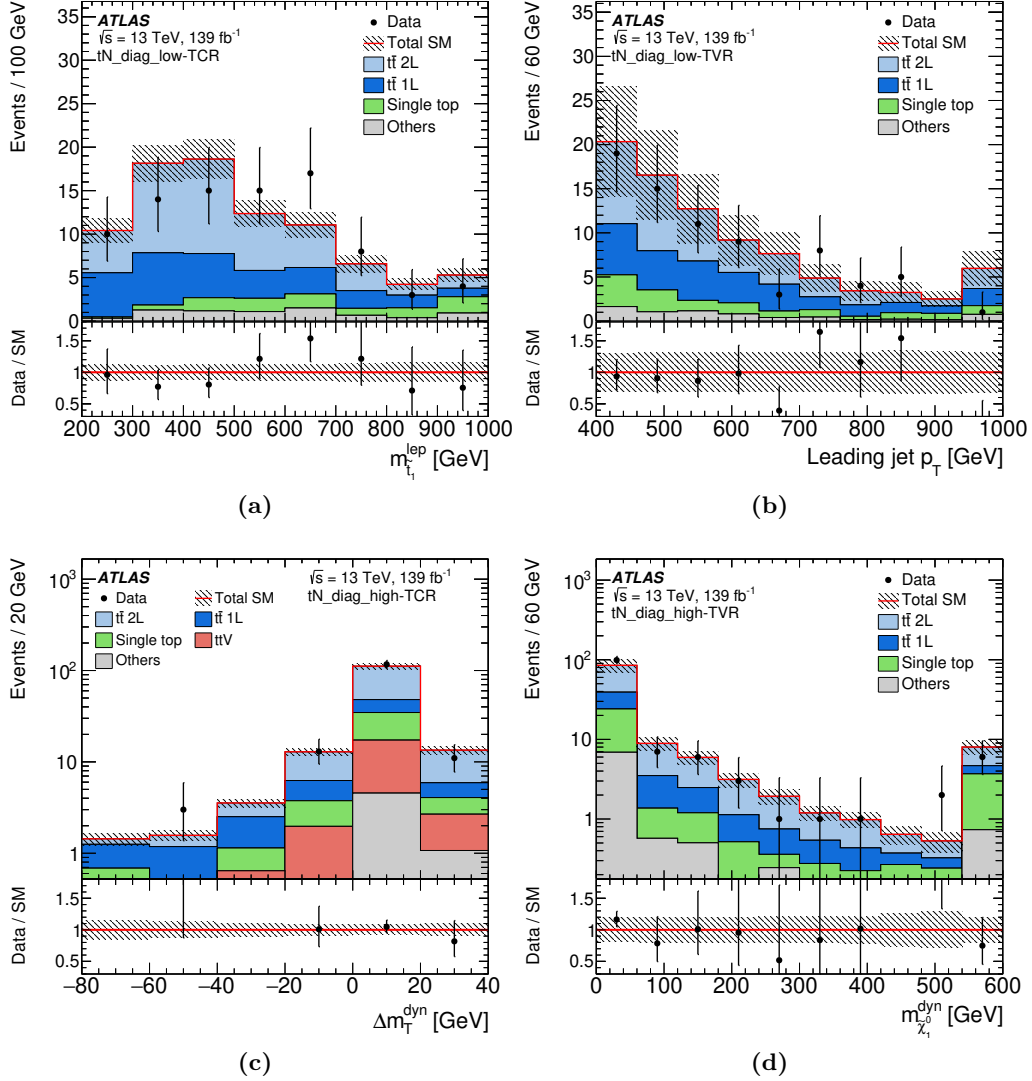 ATLAS
√s = 13 TeV, 139 fb⁻¹
tN_diag_low-TCR
Data
Total SM
tt̄ 2L
tt̄ 1L
Single top
Others
Events / 100 GeV
35
30
25
20
15
10
5
0
Data / SM
1.5
1
0.5
200 300 400 500 600 700 800 900 1000
m_{t̃₁}^{lep} [GeV]
(a)
ATLAS
√s = 13 TeV, 139 fb⁻¹
tN_diag_low-TVR
Data
Total SM
tt̄ 2L
tt̄ 1L
Single top
Others
Events / 60 GeV
35
30
25
20
15
10
5
0
Data / SM
1.5
1
0.5
400 500 600 700 800 900 1000
Leading jet p_T [GeV]
(b)
ATLAS
√s = 13 TeV, 139 fb⁻¹
tN_diag_high-TCR
Data
Total SM
tt̄ 2L
tt̄ 1L
Single top
ttV
Others
Events / 20 GeV
10³
10²
10
1
Data / SM
1.5
1
0.5
−80 −60 −40 −20 0 20 40
Δm_T^{dyn} [GeV]
(c)
ATLAS
√s = 13 TeV, 139 fb⁻¹
tN_diag_high-TVR
Data
Total SM
tt̄ 2L
tt̄ 1L
Single top
Others
Events / 60 GeV
10³
10²
10
1
Data / SM
1.5
1
0.5
0 100 200 300 400 500 600
m_{χ̃₁⁰}^{dyn} [GeV]
(d)